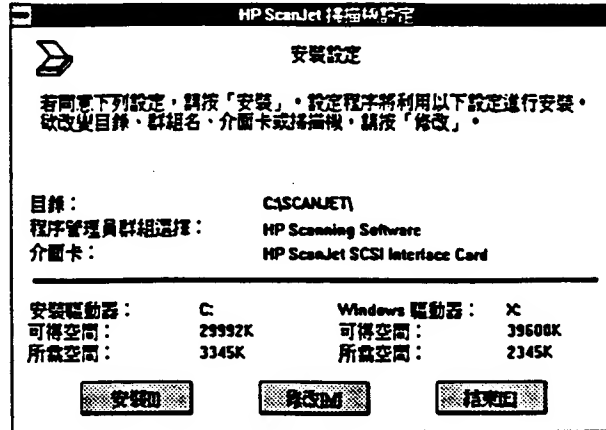 HP ScanJet 掃描機設定
安裝設定
若同意下列設定，請按「安裝」。設定程序將利用以下設定進行安裝。
欲改變目錄、群組名、介面卡或掃描機，請按「修改」。
目錄： C:\SCANJET\
程序管理員群組選擇： HP Scanning Software
介面卡： HP ScanJet SCSI Interface Card
安裝驅動器： C: Windows 驅動器： X:
可得空間： 29992K 可得空間： 39608K
所需空間： 3345K 所需空間： 2345K
安裝[I] 修改[M] 結束[E]